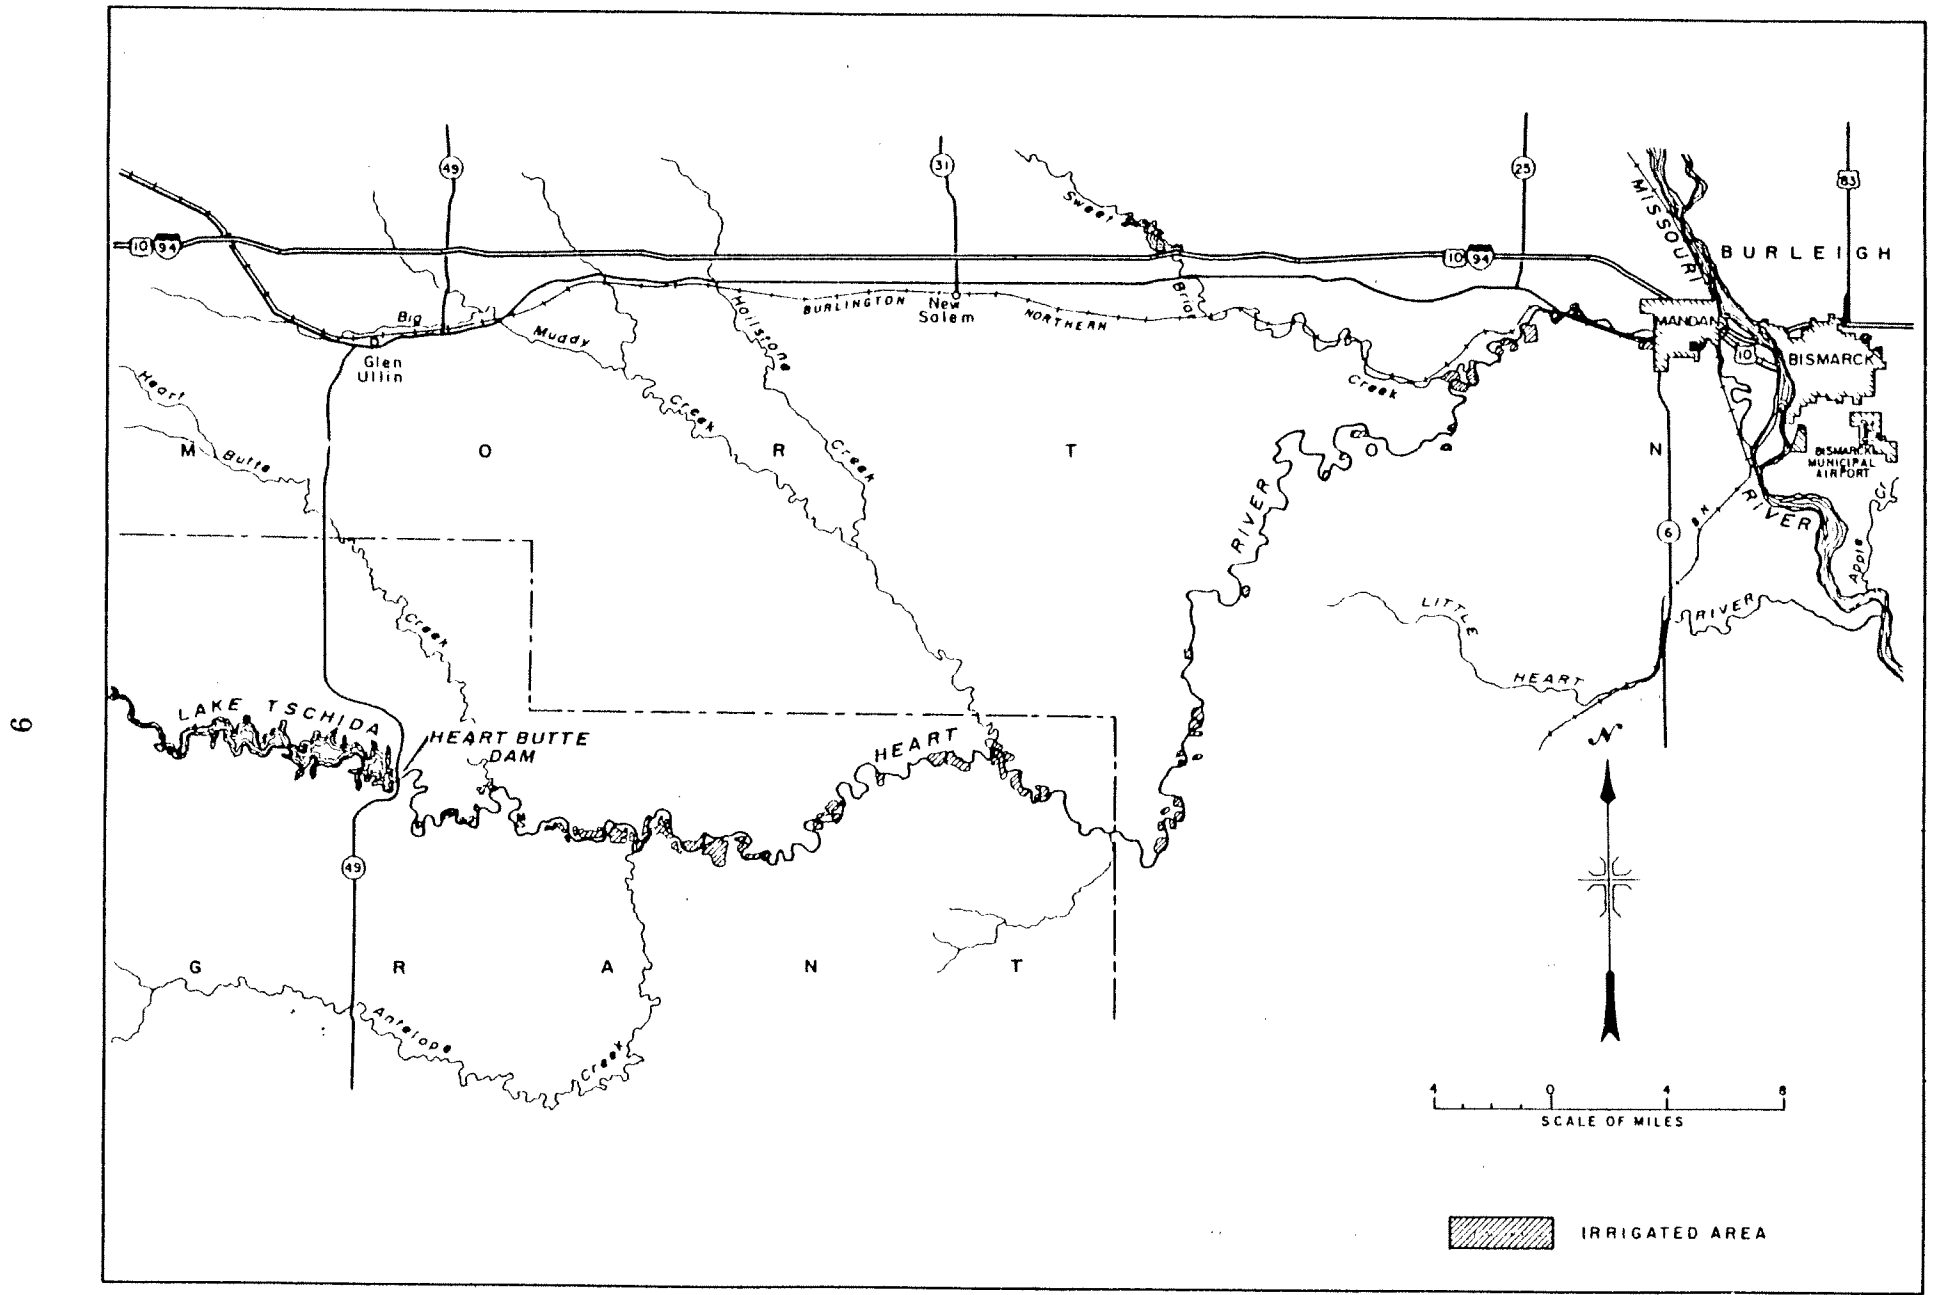 49
31
25
83
MISSOURI
BURLEIGH
Sweet
10 94
10 94
Briar
Hailstone
BURLINGTON
New
Salem
NORTHERN
Big
Muddy
MANDAN
10
BISMARCK
Glen
Ullin
Heart
Creek
Creek
M Butte O R T O N
Creek
BISMARCK
MUNICIPAL
AIRPORT
Cr.
RIVER
RIVER
B N
6
Apple
LITTLE
RIVER
Creek
HEART
LAKE TSCHIDA
HEART BUTTE
DAM
HEART
N
49
9
G R A N T
Antelope
Creek
4 0 4 8
SCALE OF MILES
IRRIGATED AREA